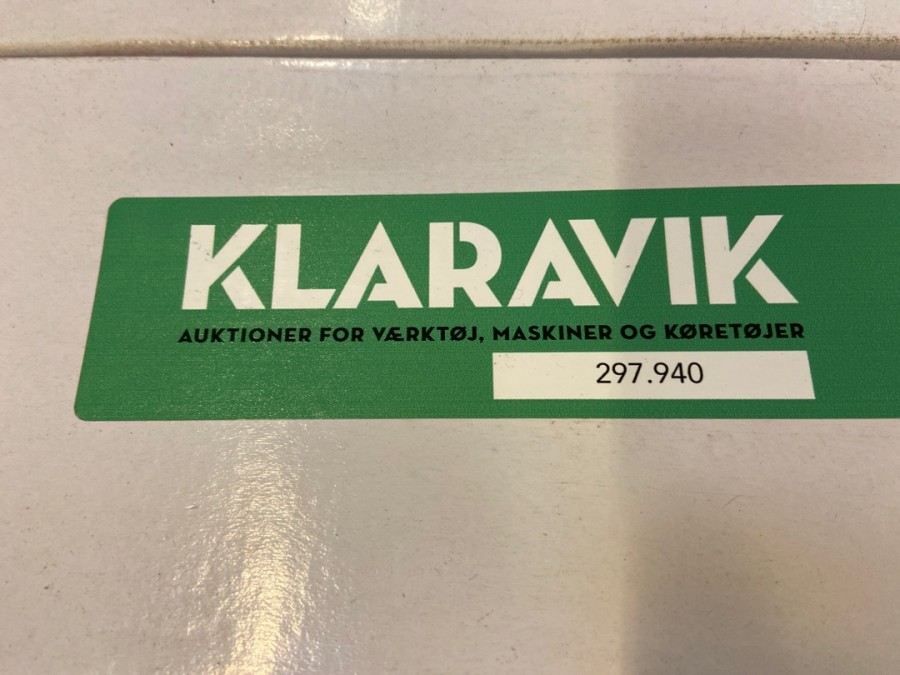 KLARAVIK
AUKTIONER FOR VÆRKTØJ, MASKINER OG KØRETØJER
297.940